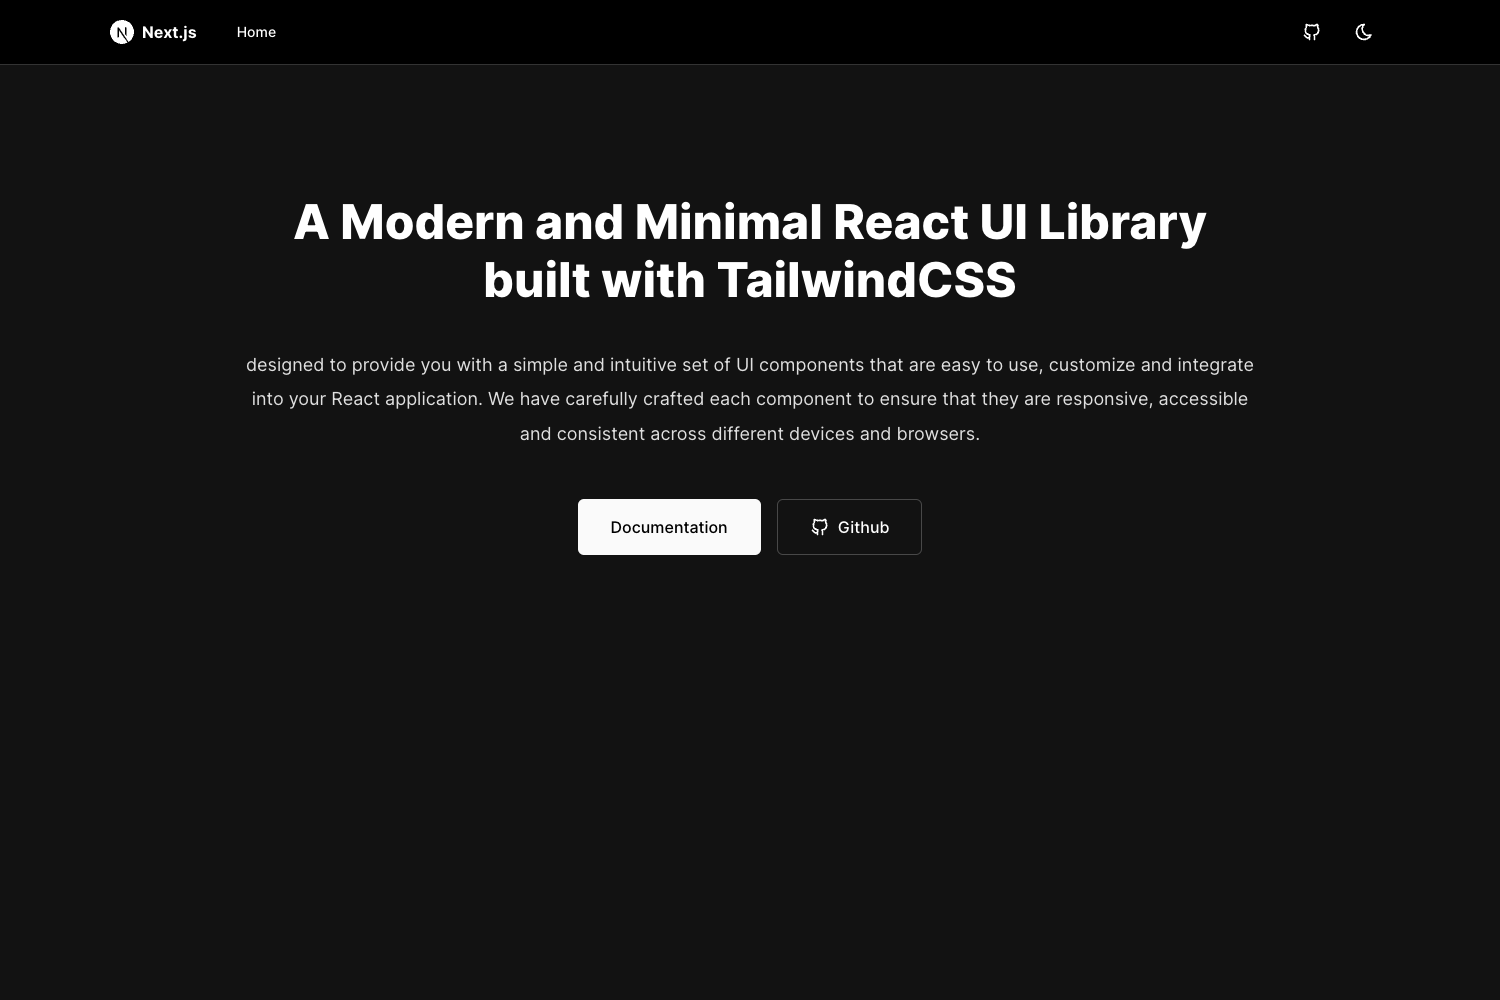 Next.js
Home
A Modern and Minimal React UI Library
built with TailwindCSS
designed to provide you with a simple and intuitive set of UI components that are easy to use, customize and integrate
into your React application. We have carefully crafted each component to ensure that they are responsive, accessible
and consistent across different devices and browsers.
Documentation
Github